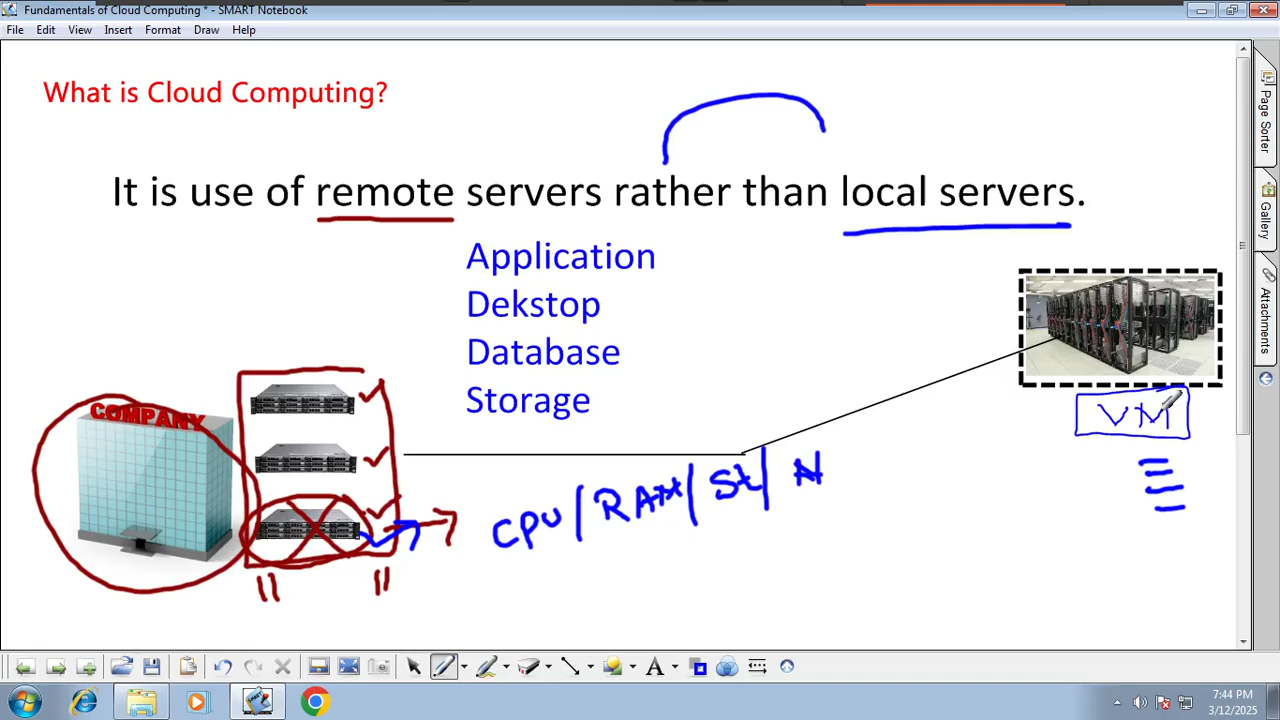 Fundamentals of Cloud Computing * - SMART Notebook
File Edit View Insert Format Draw Help
What is Cloud Computing?
It is use of remote servers rather than local servers.
Application
Dekstop
Database
Storage
COMPANY
VM
CPU / RAM / St / N
Page Sorter
Gallery
Attachments
7:44 PM
3/12/2025